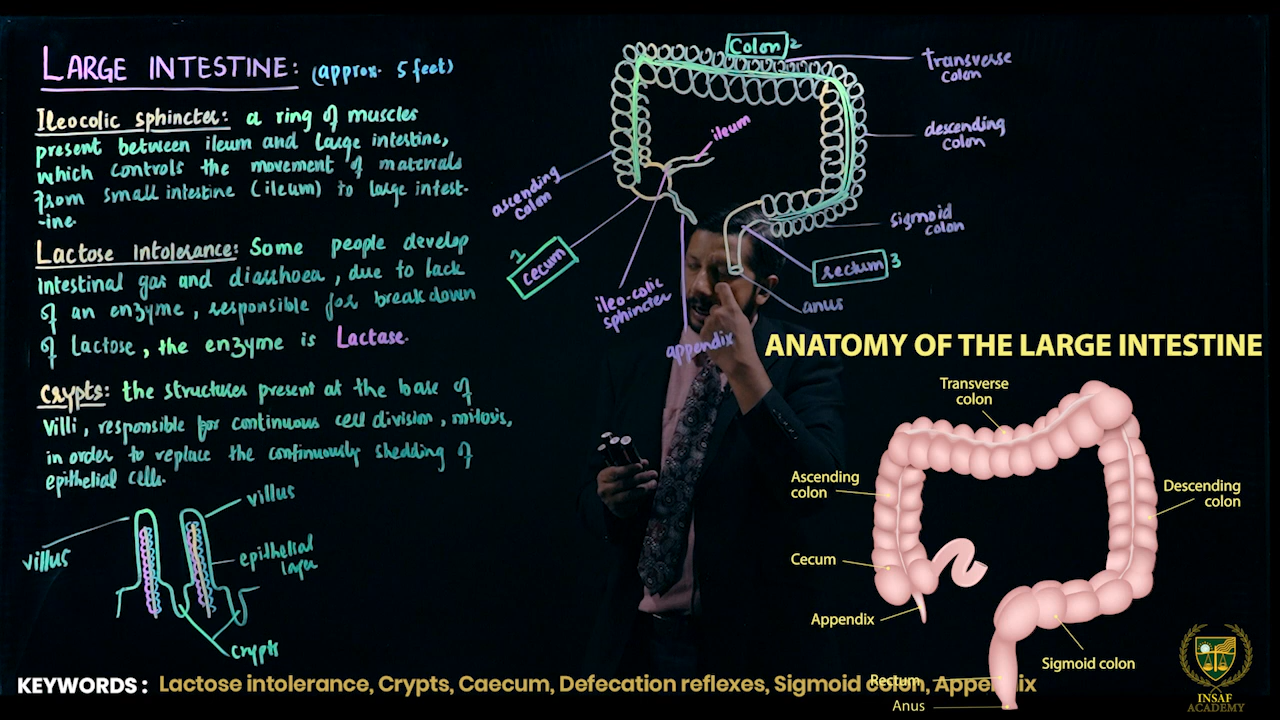 LARGE INTESTINE: (approx. 5 feet)
Ileocolic sphincter: a ring of muscles
present between ileum and large intestine,
which controls the movement of materials
from small intestine (ileum) to large intest-
-ine.
Lactose Intolerance: Some people develop
intestinal gas and diarrhoea, due to lack
of an enzyme, responsible for breakdown
of Lactose, the enzyme is Lactase.
Crypts: the structures present at the base of
Villi, responsible for continuous cell division, mitosis,
in order to replace the continuously shedding of
epithelial cells.
villus
villus
epithelial
layer
crypts
Colon 2
transverse
colon
ileum
descending
colon
ascending
colon
sigmoid
colon
1
cecum
rectum 3
ileo-colic
sphincter
anus
appendix
ANATOMY OF THE LARGE INTESTINE
Transverse
colon
Ascending
colon
Descending
colon
Cecum
Appendix
Sigmoid colon
Rectum
Anus
KEYWORDS : Lactose intolerance, Crypts, Caecum, Defecation reflexes, Sigmoid colon, Appendix
INSAF
ACADEMY